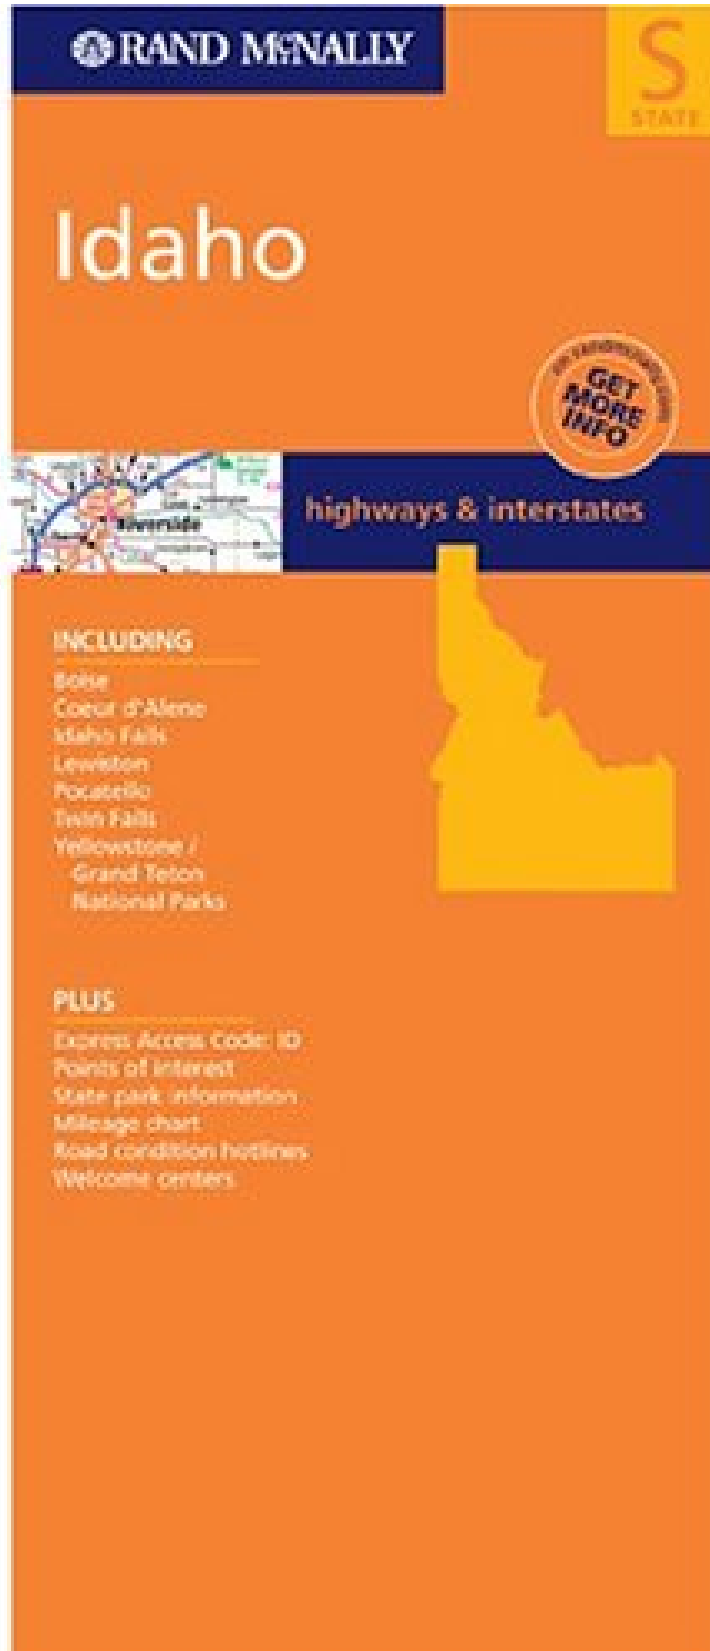 RAND McNALLY
S
STATE
Idaho
GET
MORE
INFO
Riverside
highways & interstates
INCLUDING
Boise
Coeur d'Alene
Idaho Falls
Lewiston
Pocatello
Twin Falls
Yellowstone /
Grand Teton
National Parks
PLUS
Express Access Code: ID
Points of interest
State park information
Mileage chart
Road condition hotlines
Welcome centers